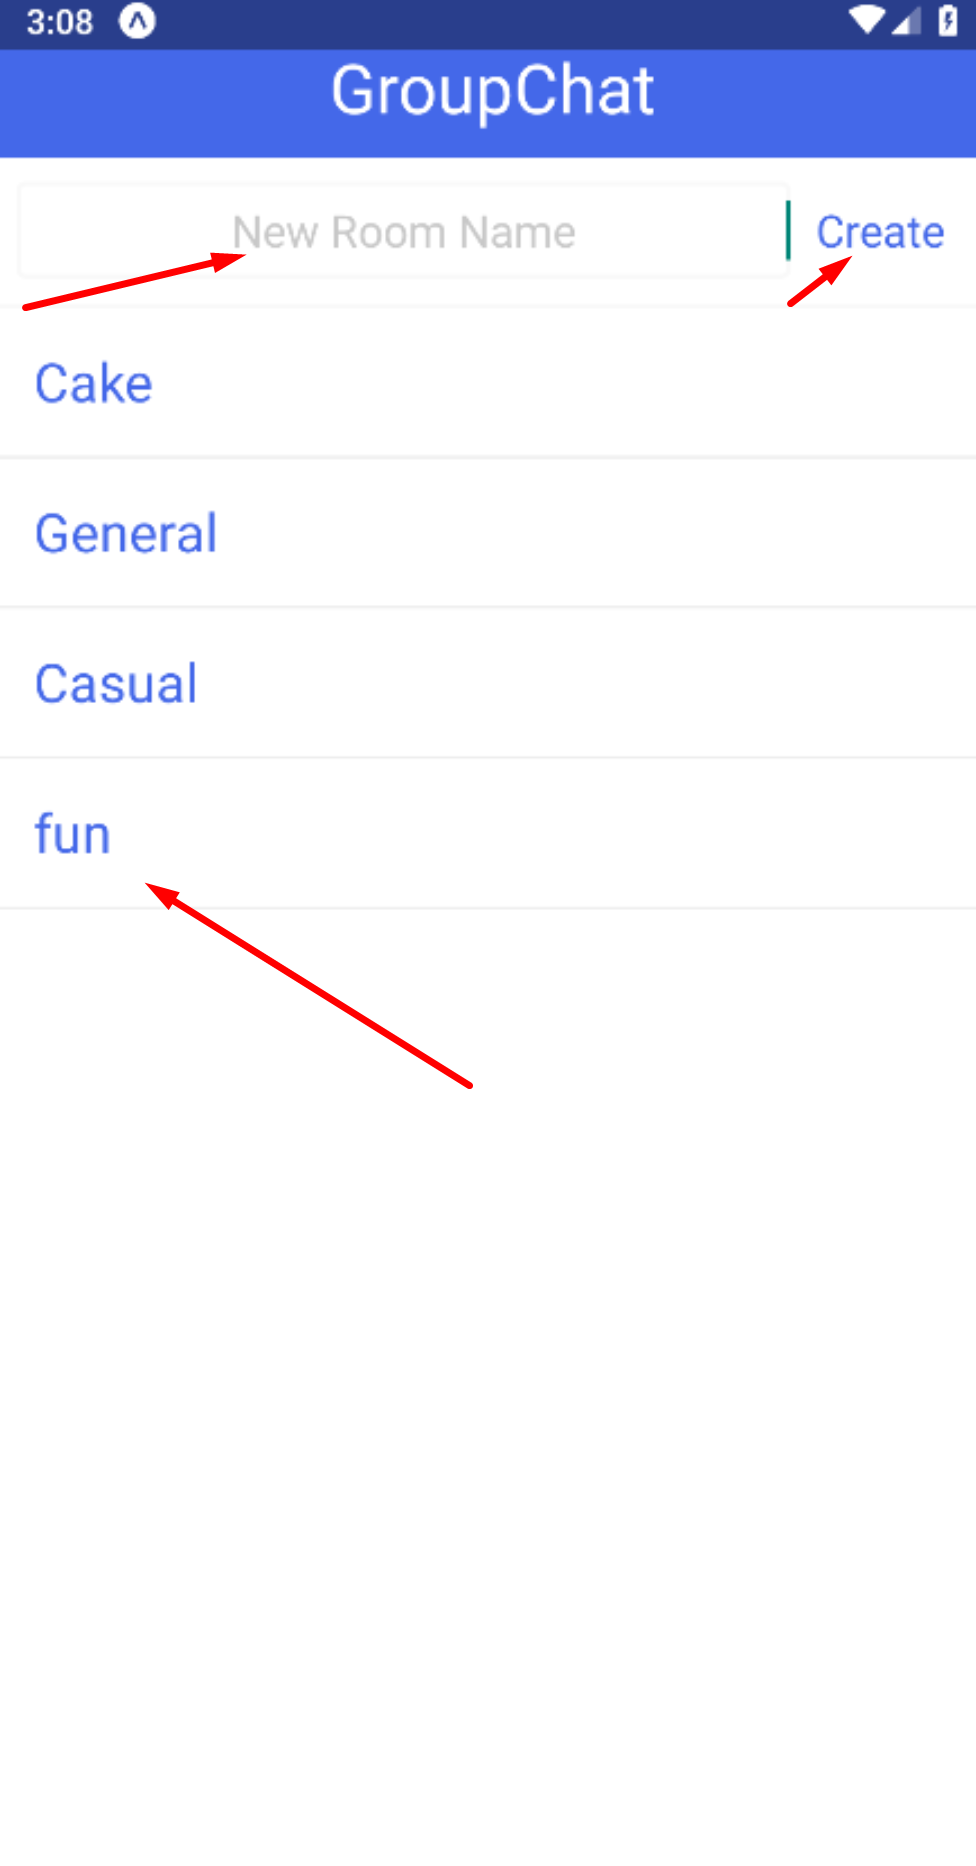 3:08
GroupChat
New Room Name Create
Cake
General
Casual
fun